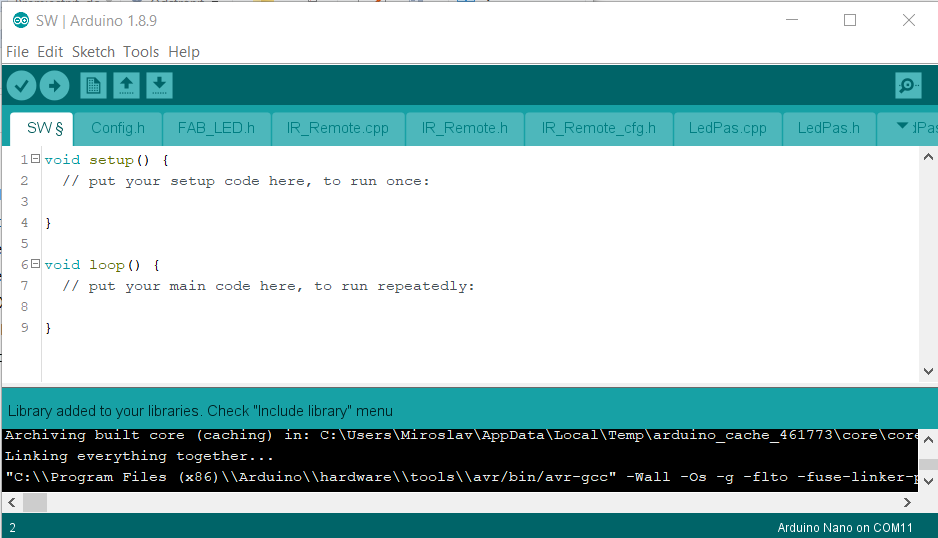 SW | Arduino 1.8.9
File Edit Sketch Tools Help
SW § Config.h FAB_LED.h IR_Remote.cpp IR_Remote.h IR_Remote_cfg.h LedPas.cpp LedPas.h
1 void setup() {
2 // put your setup code here, to run once:
3
4 }
5
6 void loop() {
7 // put your main code here, to run repeatedly:
8
9 }
Library added to your libraries. Check "Include library" menu
Archiving built core (caching) in: C:\Users\Miroslav\AppData\Local\Temp\arduino_cache_461773\core\core
Linking everything together...
"C:\\Program Files (x86)\\Arduino\\hardware\\tools\\avr/bin/avr-gcc" -Wall -Os -g -flto -fuse-linker-p
2 Arduino Nano on COM11